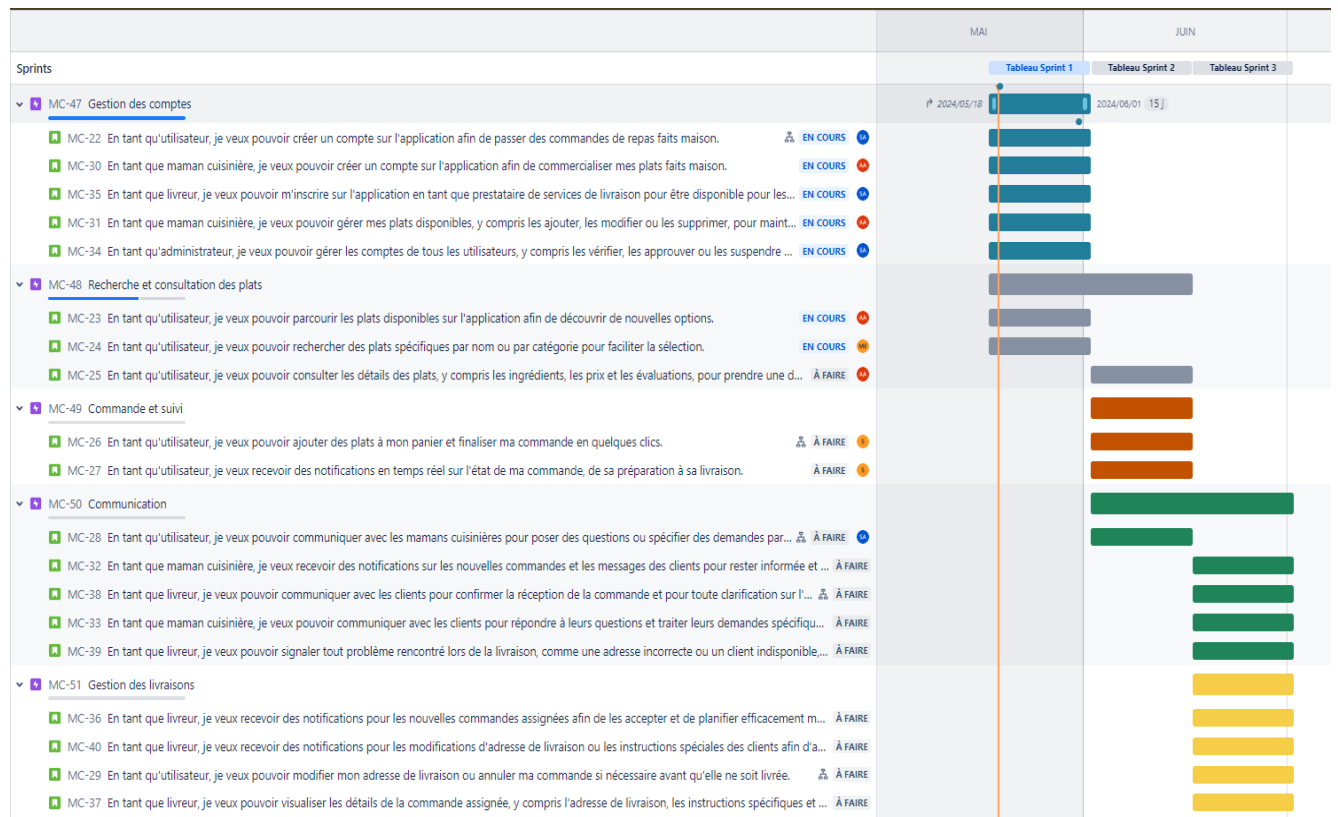 MAI JUIN
Sprints Tableau Sprint 1 Tableau Sprint 2 Tableau Sprint 3
MC-47 Gestion des comptes 2024/05/18 2024/06/01 15 j
MC-22 En tant qu'utilisateur, je veux pouvoir créer un compte sur l'application afin de passer des commandes de repas faits maison. EN COURS SA
MC-30 En tant que maman cuisinière, je veux pouvoir créer un compte sur l'application afin de commercialiser mes plats faits maison. EN COURS AA
MC-35 En tant que livreur, je veux pouvoir m'inscrire sur l'application en tant que prestataire de services de livraison pour être disponible pour les... EN COURS SA
MC-31 En tant que maman cuisinière, je veux pouvoir gérer mes plats disponibles, y compris les ajouter, les modifier ou les supprimer, pour maint... EN COURS AA
MC-34 En tant qu'administrateur, je veux pouvoir gérer les comptes de tous les utilisateurs, y compris les vérifier, les approuver ou les suspendre ... EN COURS SA
MC-48 Recherche et consultation des plats
MC-23 En tant qu'utilisateur, je veux pouvoir parcourir les plats disponibles sur l'application afin de découvrir de nouvelles options. EN COURS AA
MC-24 En tant qu'utilisateur, je veux pouvoir rechercher des plats spécifiques par nom ou par catégorie pour faciliter la sélection. EN COURS
MC-25 En tant qu'utilisateur, je veux pouvoir consulter les détails des plats, y compris les ingrédients, les prix et les évaluations, pour prendre une d... À FAIRE AA
MC-49 Commande et suivi
MC-26 En tant qu'utilisateur, je veux pouvoir ajouter des plats à mon panier et finaliser ma commande en quelques clics. À FAIRE S
MC-27 En tant qu'utilisateur, je veux recevoir des notifications en temps réel sur l'état de ma commande, de sa préparation à sa livraison. À FAIRE S
MC-50 Communication
MC-28 En tant qu'utilisateur, je veux pouvoir communiquer avec les mamans cuisinières pour poser des questions ou spécifier des demandes par... À FAIRE SA
MC-32 En tant que maman cuisinière, je veux recevoir des notifications sur les nouvelles commandes et les messages des clients pour rester informée et ... À FAIRE
MC-38 En tant que livreur, je veux pouvoir communiquer avec les clients pour confirmer la réception de la commande et pour toute clarification sur l'... À FAIRE
MC-33 En tant que maman cuisinière, je veux pouvoir communiquer avec les clients pour répondre à leurs questions et traiter leurs demandes spécifiqu... À FAIRE
MC-39 En tant que livreur, je veux pouvoir signaler tout problème rencontré lors de la livraison, comme une adresse incorrecte ou un client indisponible,... À FAIRE
MC-51 Gestion des livraisons
MC-36 En tant que livreur, je veux recevoir des notifications pour les nouvelles commandes assignées afin de les accepter et de planifier efficacement m... À FAIRE
MC-40 En tant que livreur, je veux recevoir des notifications pour les modifications d'adresse de livraison ou les instructions spéciales des clients afin d'a... À FAIRE
MC-29 En tant qu'utilisateur, je veux pouvoir modifier mon adresse de livraison ou annuler ma commande si nécessaire avant qu'elle ne soit livrée. À FAIRE
MC-37 En tant que livreur, je veux pouvoir visualiser les détails de la commande assignée, y compris l'adresse de livraison, les instructions spécifiques et ... À FAIRE